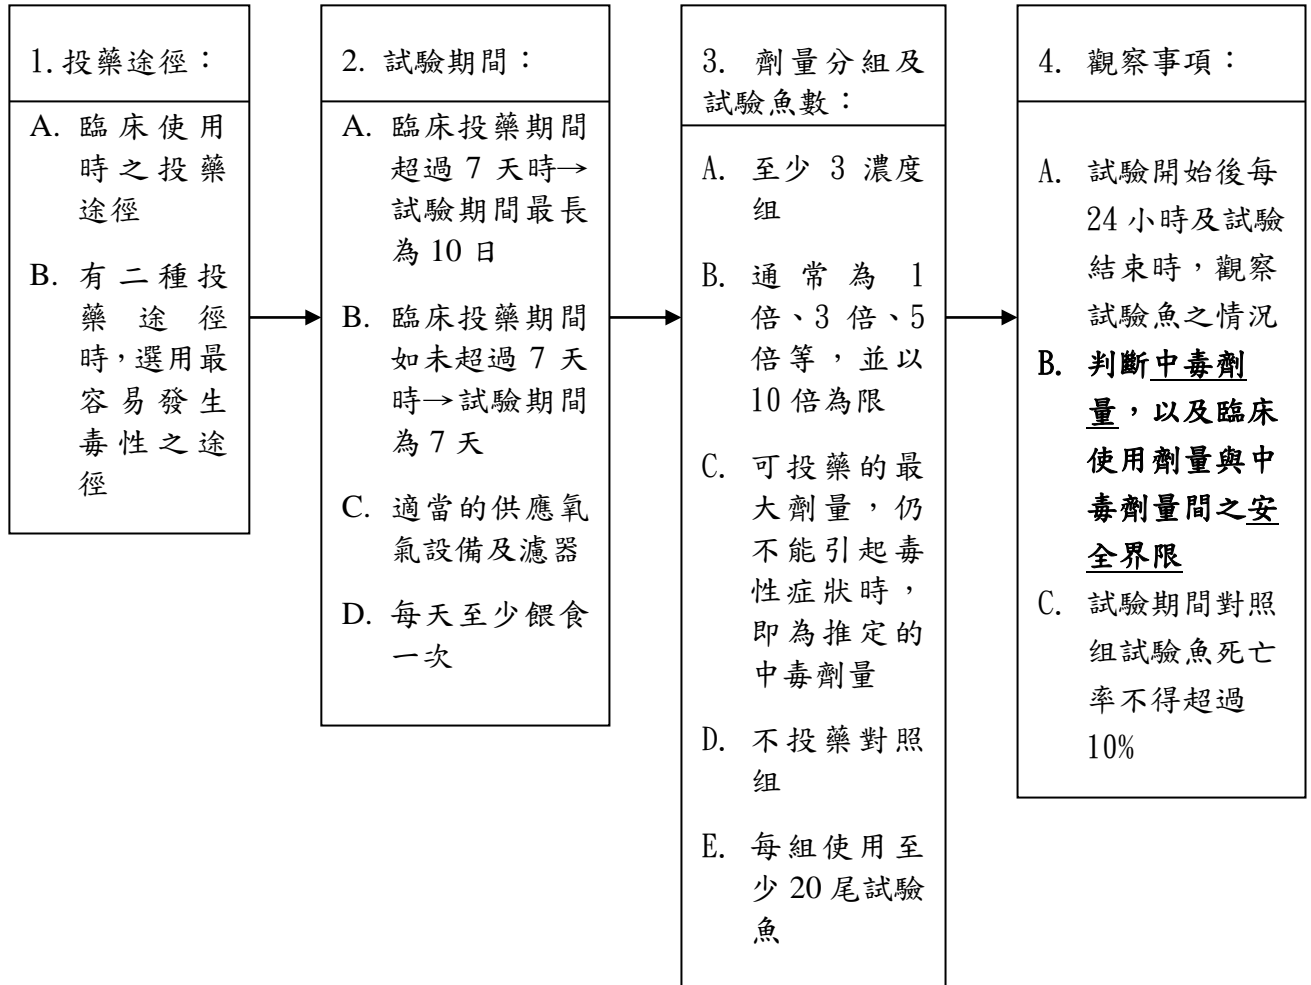 1.投藥途徑：
A. 臨床使用
時之投藥
途徑
B. 有二種投
藥途徑
時，選用最
容易發生
毒性之途
徑
2. 試驗期間：
A. 臨床投藥期間
超過 7 天時→
試驗期間最長
為 10 日
B. 臨床投藥期間
如未超過 7 天
時→試驗期間
為 7 天
C. 適當的供應氧
氣設備及濾器
D. 每天至少餵食
一次
3. 劑量分組及
試驗魚數：
A. 至少 3 濃度
組
B. 通常為 1
倍、3 倍、5
倍等，並以
10 倍為限
C. 可投藥的最
大劑量，仍
不能引起毒
性症狀時，
即為推定的
中毒劑量
D. 不投藥對照
組
E. 每組使用至
少 20 尾試驗
魚
4. 觀察事項：
A. 試驗開始後每
24 小時及試驗
結束時，觀察
試驗魚之情況
B. 判斷中毒劑
量，以及臨床
使用劑量與中
毒劑量間之安
全界限
C. 試驗期間對照
組試驗魚死亡
率不得超過
10%